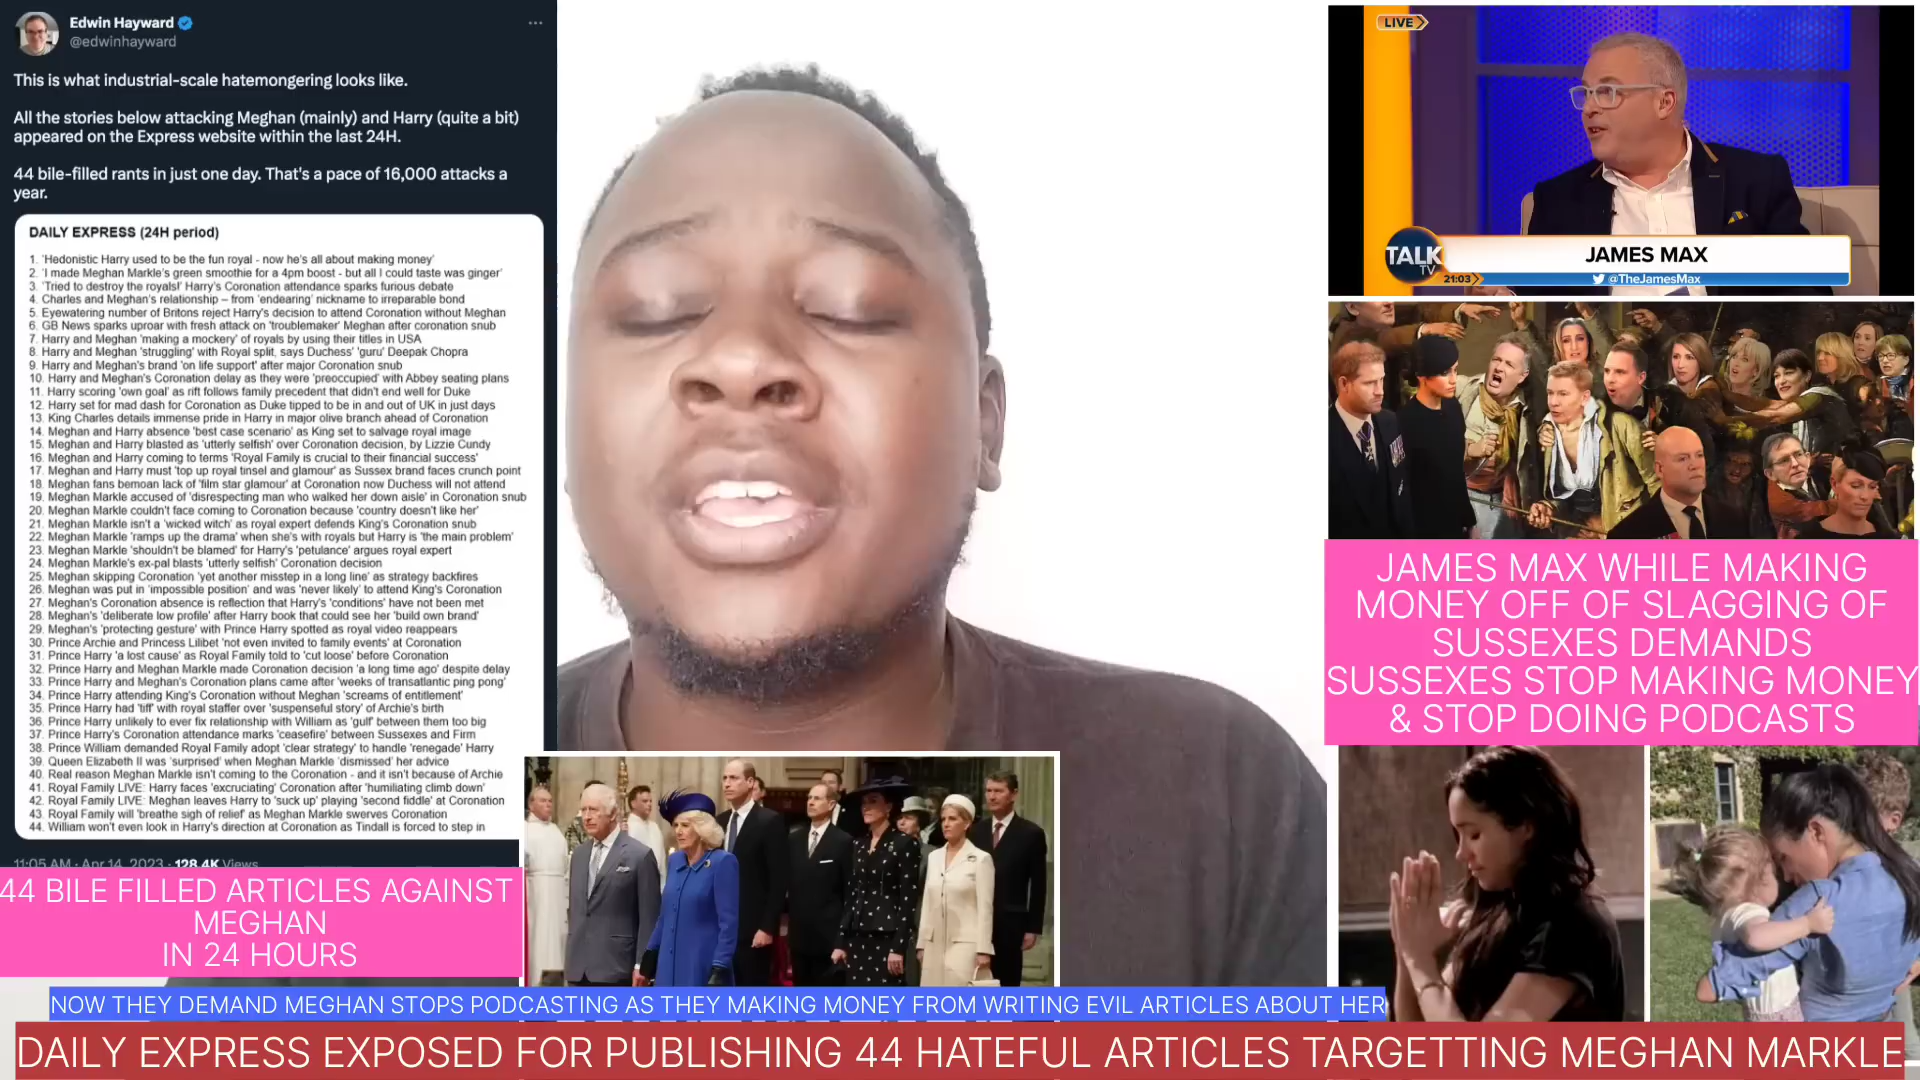 Edwin Hayward
@edwinhayward
This is what industrial-scale hatemongering looks like.
All the stories below attacking Meghan (mainly) and Harry (quite a bit)
appeared on the Express website within the last 24H.
44 bile-filled rants in just one day. That's a pace of 16,000 attacks a
year.
DAILY EXPRESS (24H period)
1. 'Hedonistic Harry used to be the fun royal - now he's all about making money'
2. 'I made Meghan Markle's green smoothie for a 4pm boost - but all I could taste was ginger'
3. 'Tried to destroy the royals!' Harry's Coronation attendance sparks furious debate
4. Charles and Meghan's relationship – from 'endearing' nickname to irreparable bond
5. Eyewatering number of Britons reject Harry's decision to attend Coronation without Meghan
6. GB News sparks uproar with fresh attack on 'troublemaker' Meghan after coronation snub
7. Harry and Meghan 'making a mockery' of royals by using their titles in USA
8. Harry and Meghan 'struggling' with Royal split, says Duchess' 'guru' Deepak Chopra
9. Harry and Meghan's brand 'on life support' after major Coronation snub
10. Harry and Meghan's Coronation delay as they were 'preoccupied' with Abbey seating plans
11. Harry scoring 'own goal' as rift follows family precedent that didn't end well for Duke
12. Harry set for mad dash for Coronation as Duke tipped to be in and out of UK in just days
13. King Charles details immense pride in Harry in major olive branch ahead of Coronation
14. Meghan and Harry absence 'best case scenario' as King set to salvage royal image
15. Meghan and Harry blasted as 'utterly selfish' over Coronation decision, by Lizzie Cundy
16. Meghan and Harry coming to terms 'Royal Family is crucial to their financial success'
17. Meghan and Harry must 'top up royal tinsel and glamour' as Sussex brand faces crunch point
18. Meghan fans bemoan lack of 'film star glamour' at Coronation now Duchess will not attend
19. Meghan Markle accused of 'disrespecting man who walked her down aisle' in Coronation snub
20. Meghan Markle couldn't face coming to Coronation because 'country doesn't like her'
21. Meghan Markle isn't a 'wicked witch' as royal expert defends King's Coronation snub
22. Meghan Markle 'ramps up the drama' when she's with royals but Harry is 'the main problem'
23. Meghan Markle 'shouldn't be blamed' for Harry's 'petulance' argues royal expert
24. Meghan Markle's ex-pal blasts 'utterly selfish' Coronation decision
25. Meghan skipping Coronation 'yet another misstep in a long line' as strategy backfires
26. Meghan was put in 'impossible position' and was 'never likely' to attend King's Coronation
27. Meghan's Coronation absence is reflection that Harry's 'conditions' have not been met
28. Meghan's 'deliberate low profile' after Harry book that could see her 'build own brand'
29. Meghan's 'protecting gesture' with Prince Harry spotted as royal video reappears
30. Prince Archie and Princess Lilibet 'not even invited to family events' at Coronation
31. Prince Harry 'a lost cause' as Royal Family told to 'cut loose' before Coronation
32. Prince Harry and Meghan Markle made Coronation decision 'a long time ago' despite delay
33. Prince Harry and Meghan's Coronation plans came after 'weeks of transatlantic ping pong'
34. Prince Harry attending King's Coronation without Meghan 'screams of entitlement'
35. Prince Harry had 'tiff' with royal staffer over 'suspenseful story' of Archie's birth
36. Prince Harry unlikely to ever fix relationship with William as 'gulf' between them too big
37. Prince Harry's Coronation attendance marks 'ceasefire' between Sussexes and Firm
38. Prince William demanded Royal Family adopt 'clear strategy' to handle 'renegade' Harry
39. Queen Elizabeth II was 'surprised' when Meghan Markle 'dismissed' her advice
40. Real reason Meghan Markle isn't coming to the Coronation - and it isn't because of Archie
41. Royal Family LIVE: Harry faces 'excruciating' Coronation after 'humiliating climb down'
42. Royal Family LIVE: Meghan leaves Harry to 'suck up' playing 'second fiddle' at Coronation
43. Royal Family will 'breathe sigh of relief' as Meghan Markle swerves Coronation
44. William won't even look in Harry's direction at Coronation as Tindall is forced to step in
11:05 AM · Apr 14, 2023 · 128.4K Views
44 BILE FILLED ARTICLES AGAINST
MEGHAN
IN 24 HOURS
LIVE
JAMES MAX
TALK
TV
21:03
@TheJamesMax
JAMES MAX WHILE MAKING
MONEY OFF OF SLAGGING OF
SUSSEXES DEMANDS
SUSSEXES STOP MAKING MONEY
& STOP DOING PODCASTS
NOW THEY DEMAND MEGHAN STOPS PODCASTING AS THEY MAKING MONEY FROM WRITING EVIL ARTICLES ABOUT HER
DAILY EXPRESS EXPOSED FOR PUBLISHING 44 HATEFUL ARTICLES TARGETTING MEGHAN MARKLE